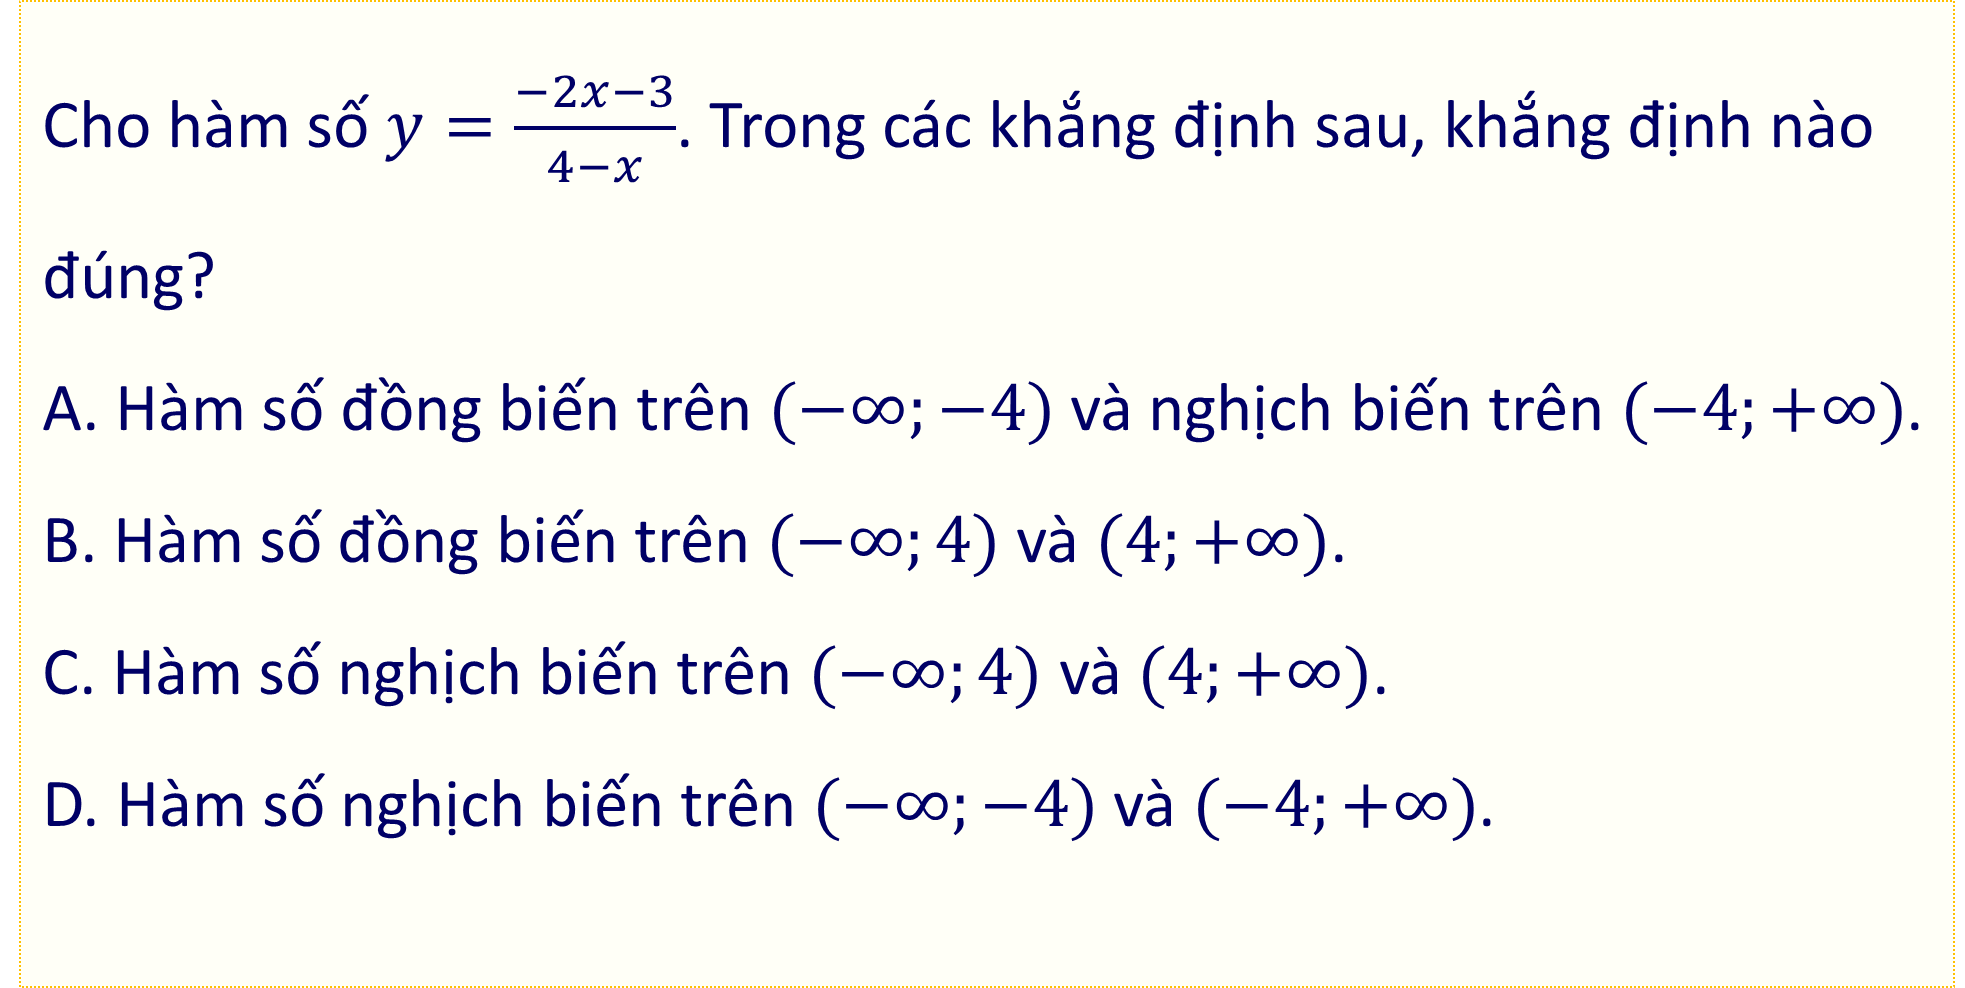 Cho hàm số y = \frac{-2x-3}{4-x}. Trong các khẳng định sau, khẳng định nào
đúng?
A. Hàm số đồng biến trên (−∞; −4) và nghịch biến trên (−4; +∞).
B. Hàm số đồng biến trên (−∞; 4) và (4; +∞).
C. Hàm số nghịch biến trên (−∞; 4) và (4; +∞).
D. Hàm số nghịch biến trên (−∞; −4) và (−4; +∞).